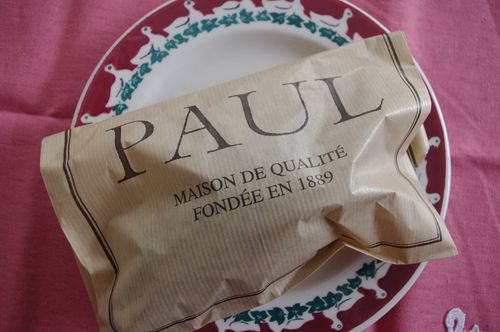 PAUL
MAISON DE QUALITÉ
FONDÉE EN 1889